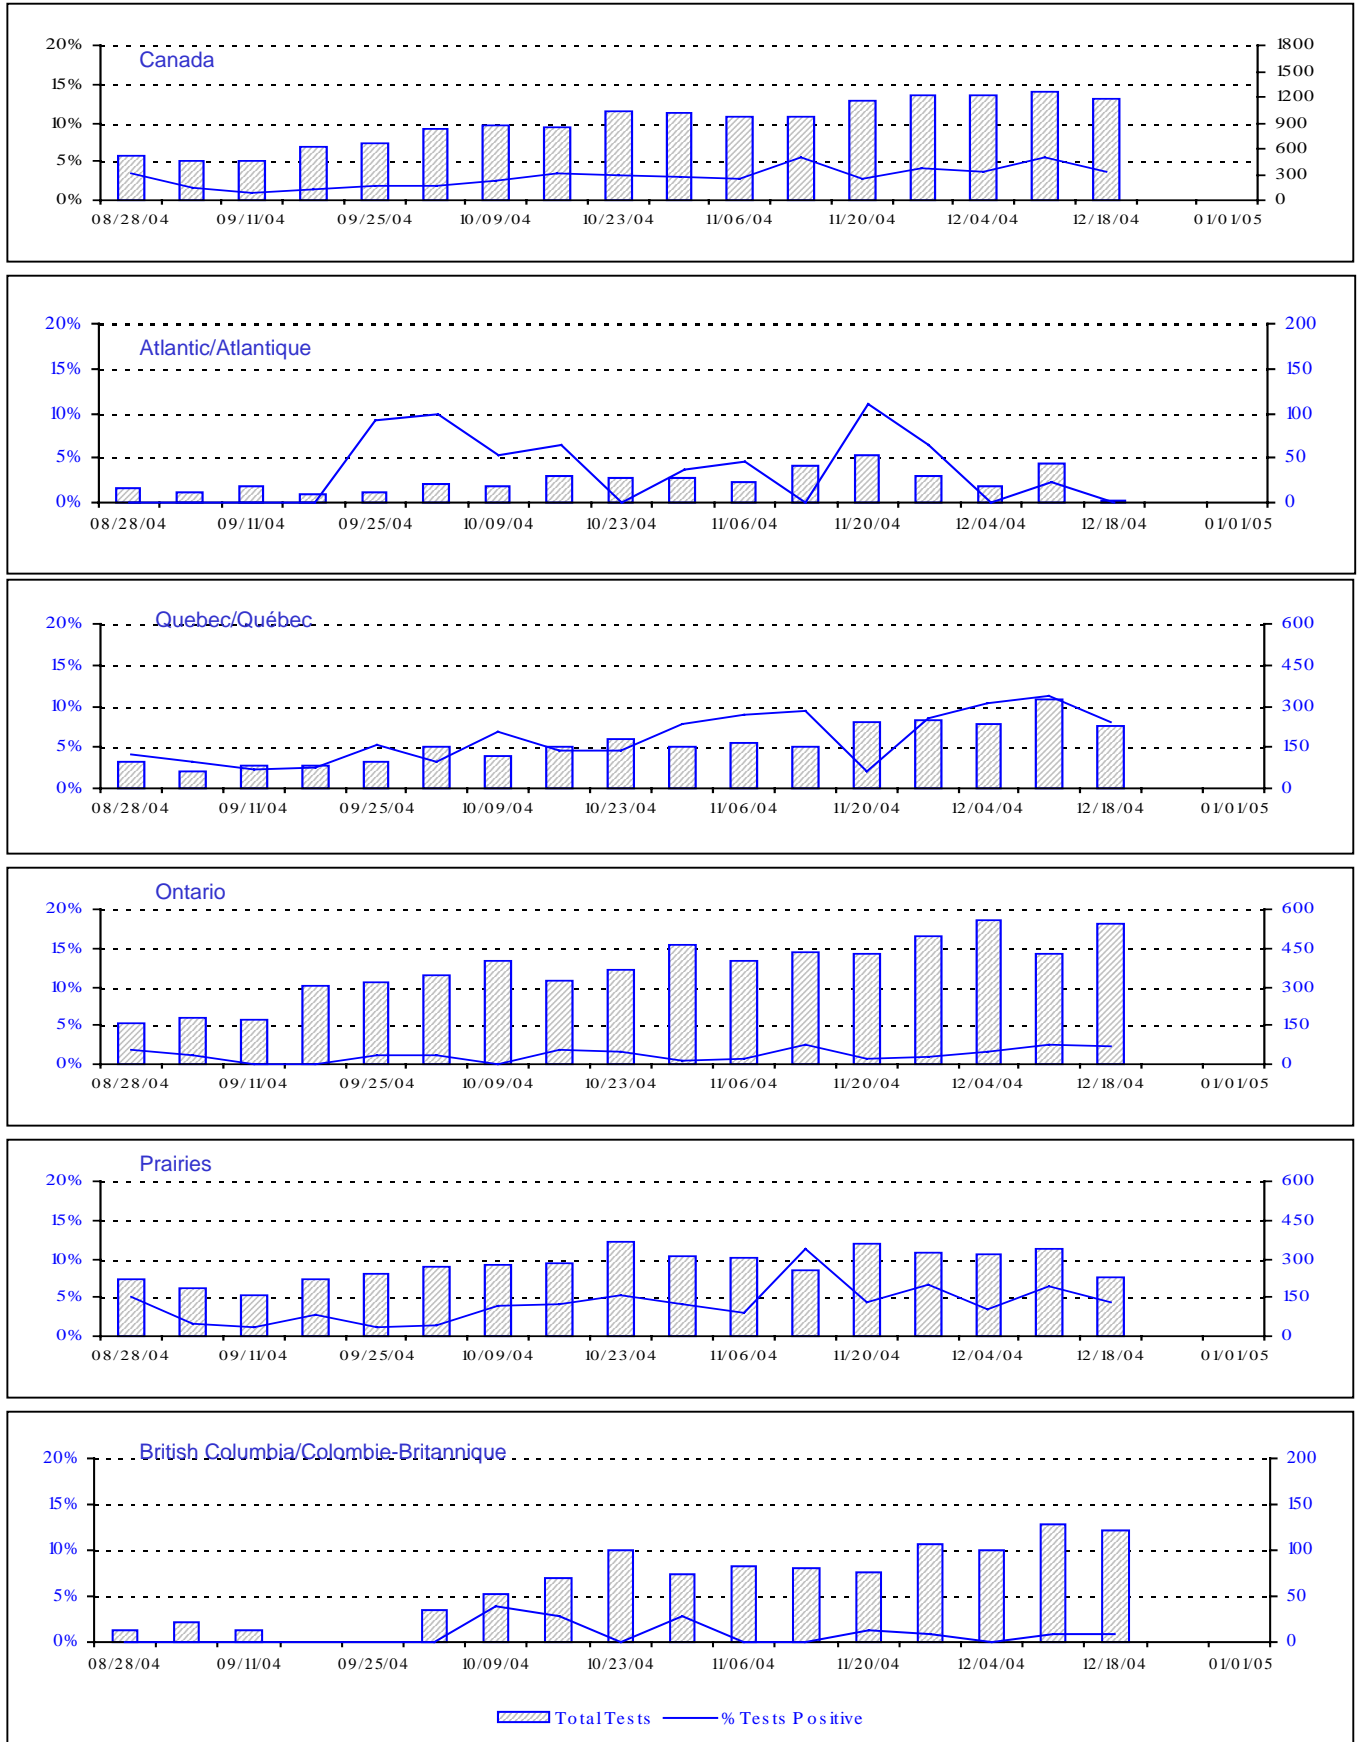 Canada
20% 1800
1500
15% 1200
10% 900
600
5% 300
0% 0
08/28/04 09/11/04 09/25/04 10/09/04 10/23/04 11/06/04 11/20/04 12/04/04 12/18/04 01/01/05
20% 200
Atlantic/Atlantique
15% 150
10% 100
5% 50
0% 0
08/28/04 09/11/04 09/25/04 10/09/04 10/23/04 11/06/04 11/20/04 12/04/04 12/18/04 01/01/05
Quebec/Québec
20% 600
15% 450
10% 300
5% 150
0% 0
08/28/04 09/11/04 09/25/04 10/09/04 10/23/04 11/06/04 11/20/04 12/04/04 12/18/04 01/01/05
Ontario
20% 600
15% 450
10% 300
5% 150
0% 0
08/28/04 09/11/04 09/25/04 10/09/04 10/23/04 11/06/04 11/20/04 12/04/04 12/18/04 01/01/05
Prairies
20% 600
15% 450
10% 300
5% 150
0% 0
08/28/04 09/11/04 09/25/04 10/09/04 10/23/04 11/06/04 11/20/04 12/04/04 12/18/04 01/01/05
British Columbia/Colombie-Britannique
20% 200
15% 150
10% 100
5% 50
0% 0
08/28/04 09/11/04 09/25/04 10/09/04 10/23/04 11/06/04 11/20/04 12/04/04 12/18/04 01/01/05
Total Tests % Tests Positive